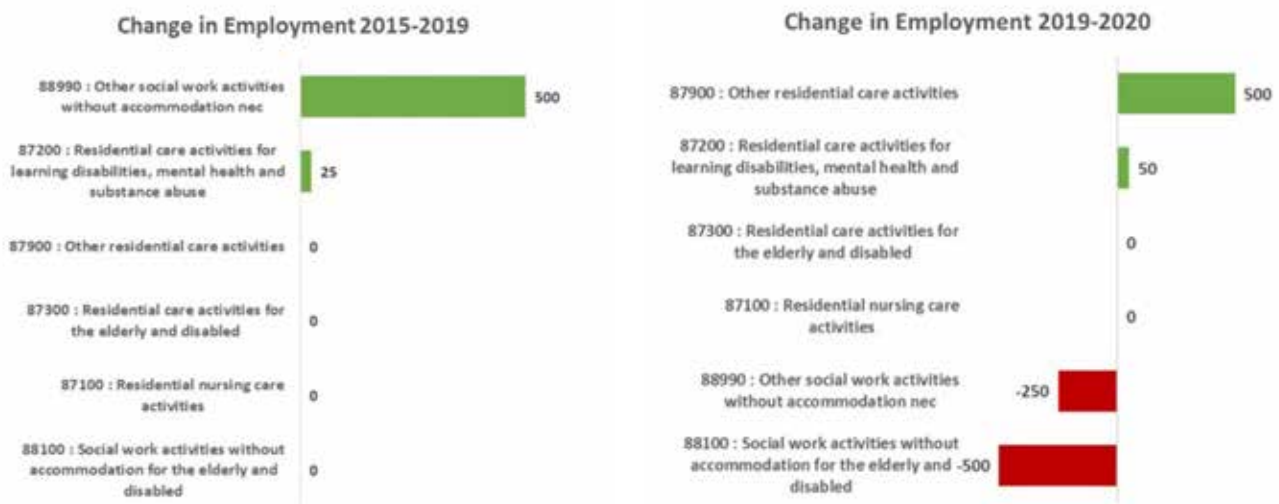 Change in Employment 2015-2019
88990 : Other social work activities
without accommodation nec
500
87200 : Residential care activities for
learning disabilities, mental health and
substance abuse
25
87900 : Other residential care activities
0
87300 : Residential care activities for
the elderly and disabled
0
87100 : Residential nursing care
activities
0
88100 : Social work activities without
accommodation for the elderly and
disabled
0
Change in Employment 2019-2020
87900 : Other residential care activities
500
87200 : Residential care activities for
learning disabilities, mental health and
substance abuse
50
87300 : Residential care activities for
the elderly and disabled
0
87100 : Residential nursing care
activities
0
88990 : Other social work activities
without accommodation nec
-250
88100 : Social work activities without
accommodation for the elderly and
disabled
-500